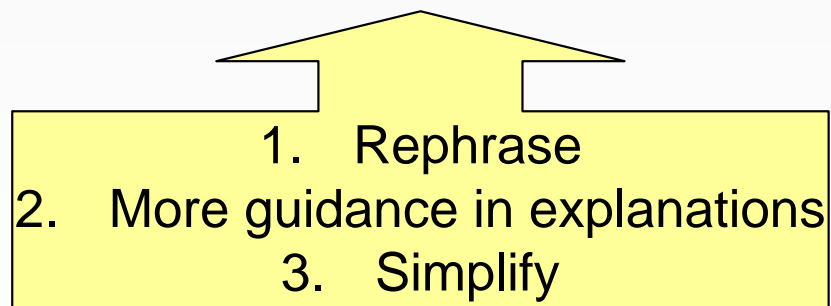 1. Rephrase
2. More guidance in explanations
3. Simplify